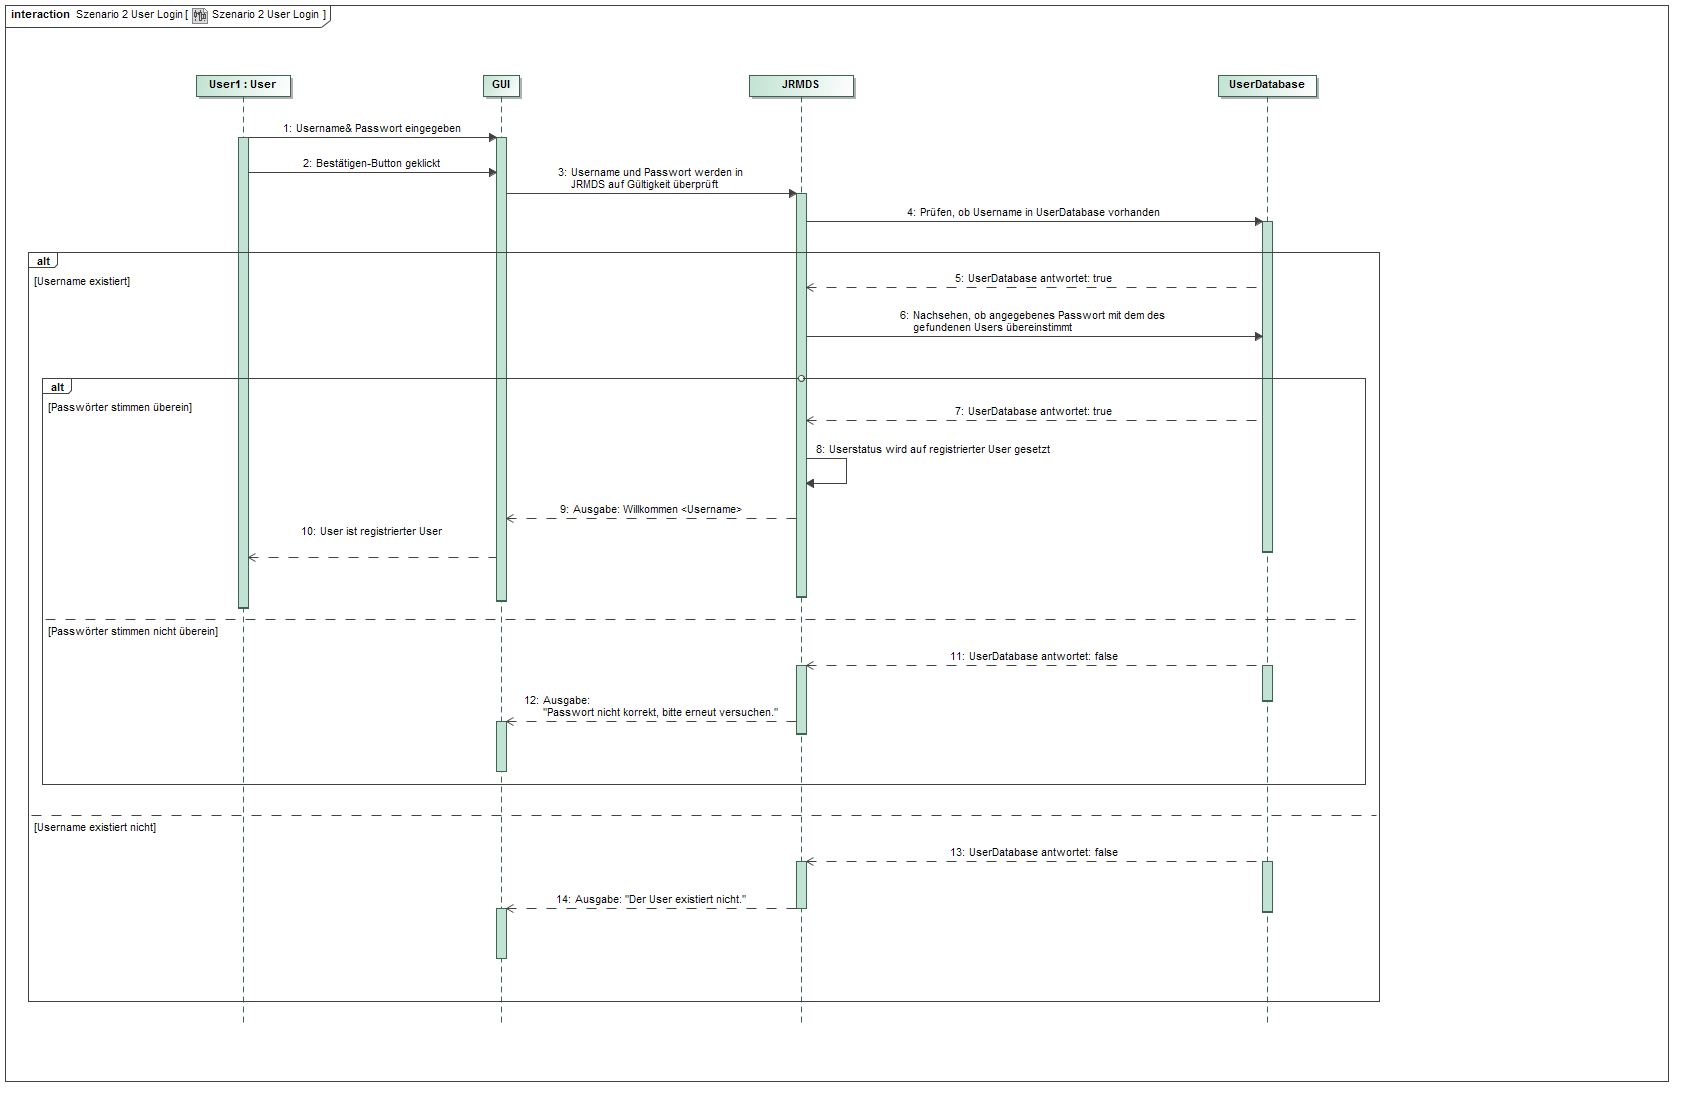 interaction Szenario 2 User Login [ Szenario 2 User Login ]
User1 : User
GUI
JRMDS
UserDatabase
1: Username& Passwort eingegeben
2: Bestätigen-Button geklickt
3: Username und Passwort werden in
JRMDS auf Gültigkeit überprüft
4: Prüfen, ob Username in UserDatabase vorhanden
alt
[Username existiert]
5: UserDatabase antwortet: true
6: Nachsehen, ob angegebenes Passwort mit dem des
gefundenen Users übereinstimmt
alt
[Passwörter stimmen überein]
7: UserDatabase antwortet: true
8: Userstatus wird auf registrierter User gesetzt
9: Ausgabe: Willkommen <Username>
10: User ist registrierter User
[Passwörter stimmen nicht überein]
11: UserDatabase antwortet: false
12: Ausgabe:
"Passwort nicht korrekt, bitte erneut versuchen."
[Username existiert nicht]
13: UserDatabase antwortet: false
14: Ausgabe: "Der User existiert nicht."